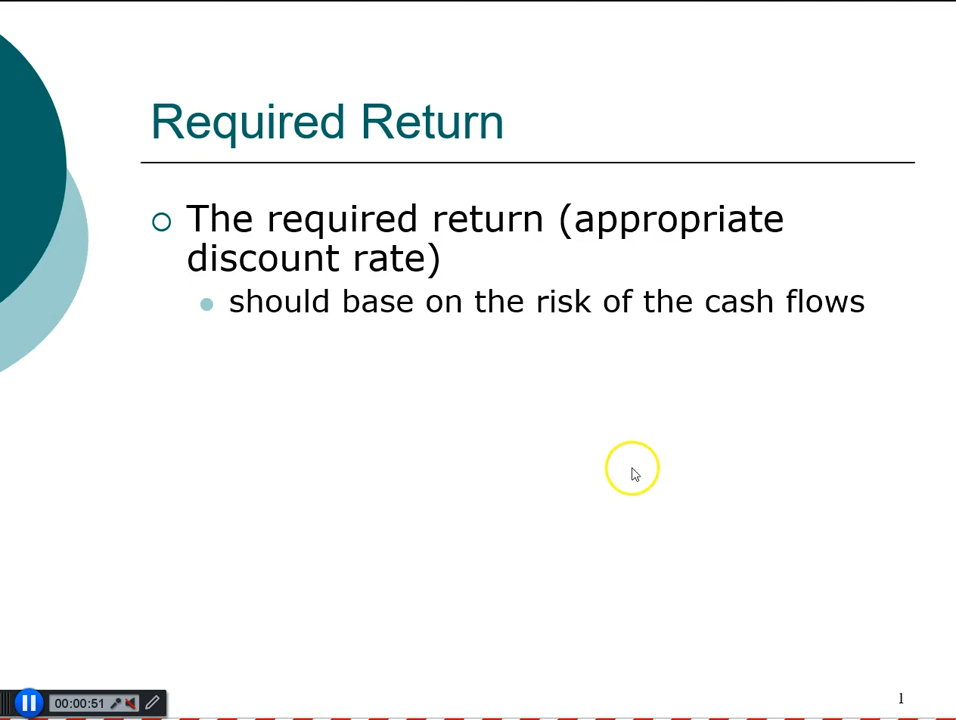 Required Return
The required return (appropriate
discount rate)
should base on the risk of the cash flows
00:00:51
1